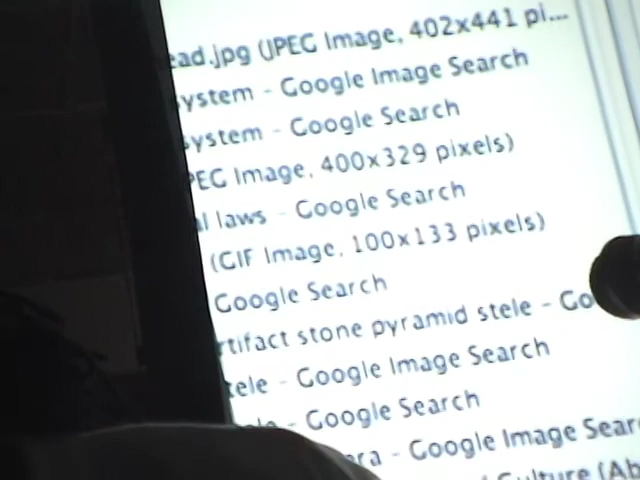 ead.jpg (JPEG Image, 402x441 pi...
ystem - Google Image Search
ystem - Google Search
PEG Image, 400x329 pixels)
l laws - Google Search
(GIF Image, 100x133 pixels)
Google Search
rtifact stone pyramid stele - Go
tele - Google Image Search
- Google Search
ra - Google Image Sear
Culture (Ab